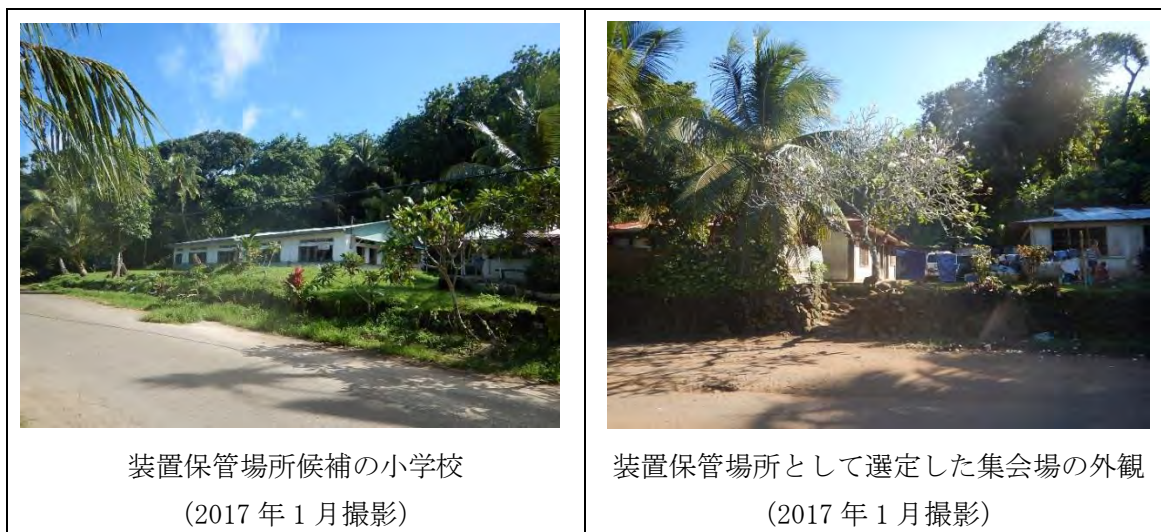 装置保管場所候補の小学校
(2017 年 1 月撮影)
装置保管場所として選定した集会場の外観
(2017 年 1 月撮影)